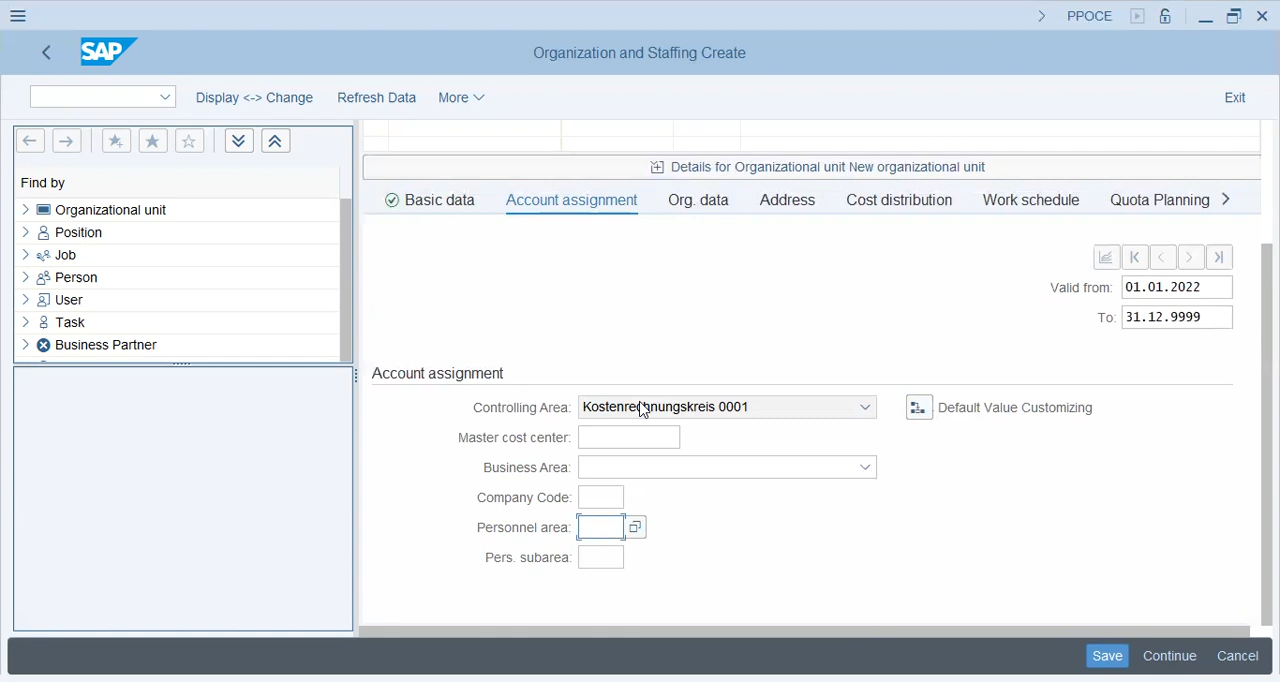 PPOCE
SAP
Organization and Staffing Create
Display <-> Change Refresh Data More Exit
Find by
Organizational unit
Position
Job
Person
User
Task
Business Partner
Details for Organizational unit New organizational unit
Basic data Account assignment Org. data Address Cost distribution Work schedule Quota Planning
Valid from: 01.01.2022
To: 31.12.9999
Account assignment
Controlling Area: Kostenrechnungskreis 0001 Default Value Customizing
Master cost center:
Business Area:
Company Code:
Personnel area:
Pers. subarea:
Save Continue Cancel